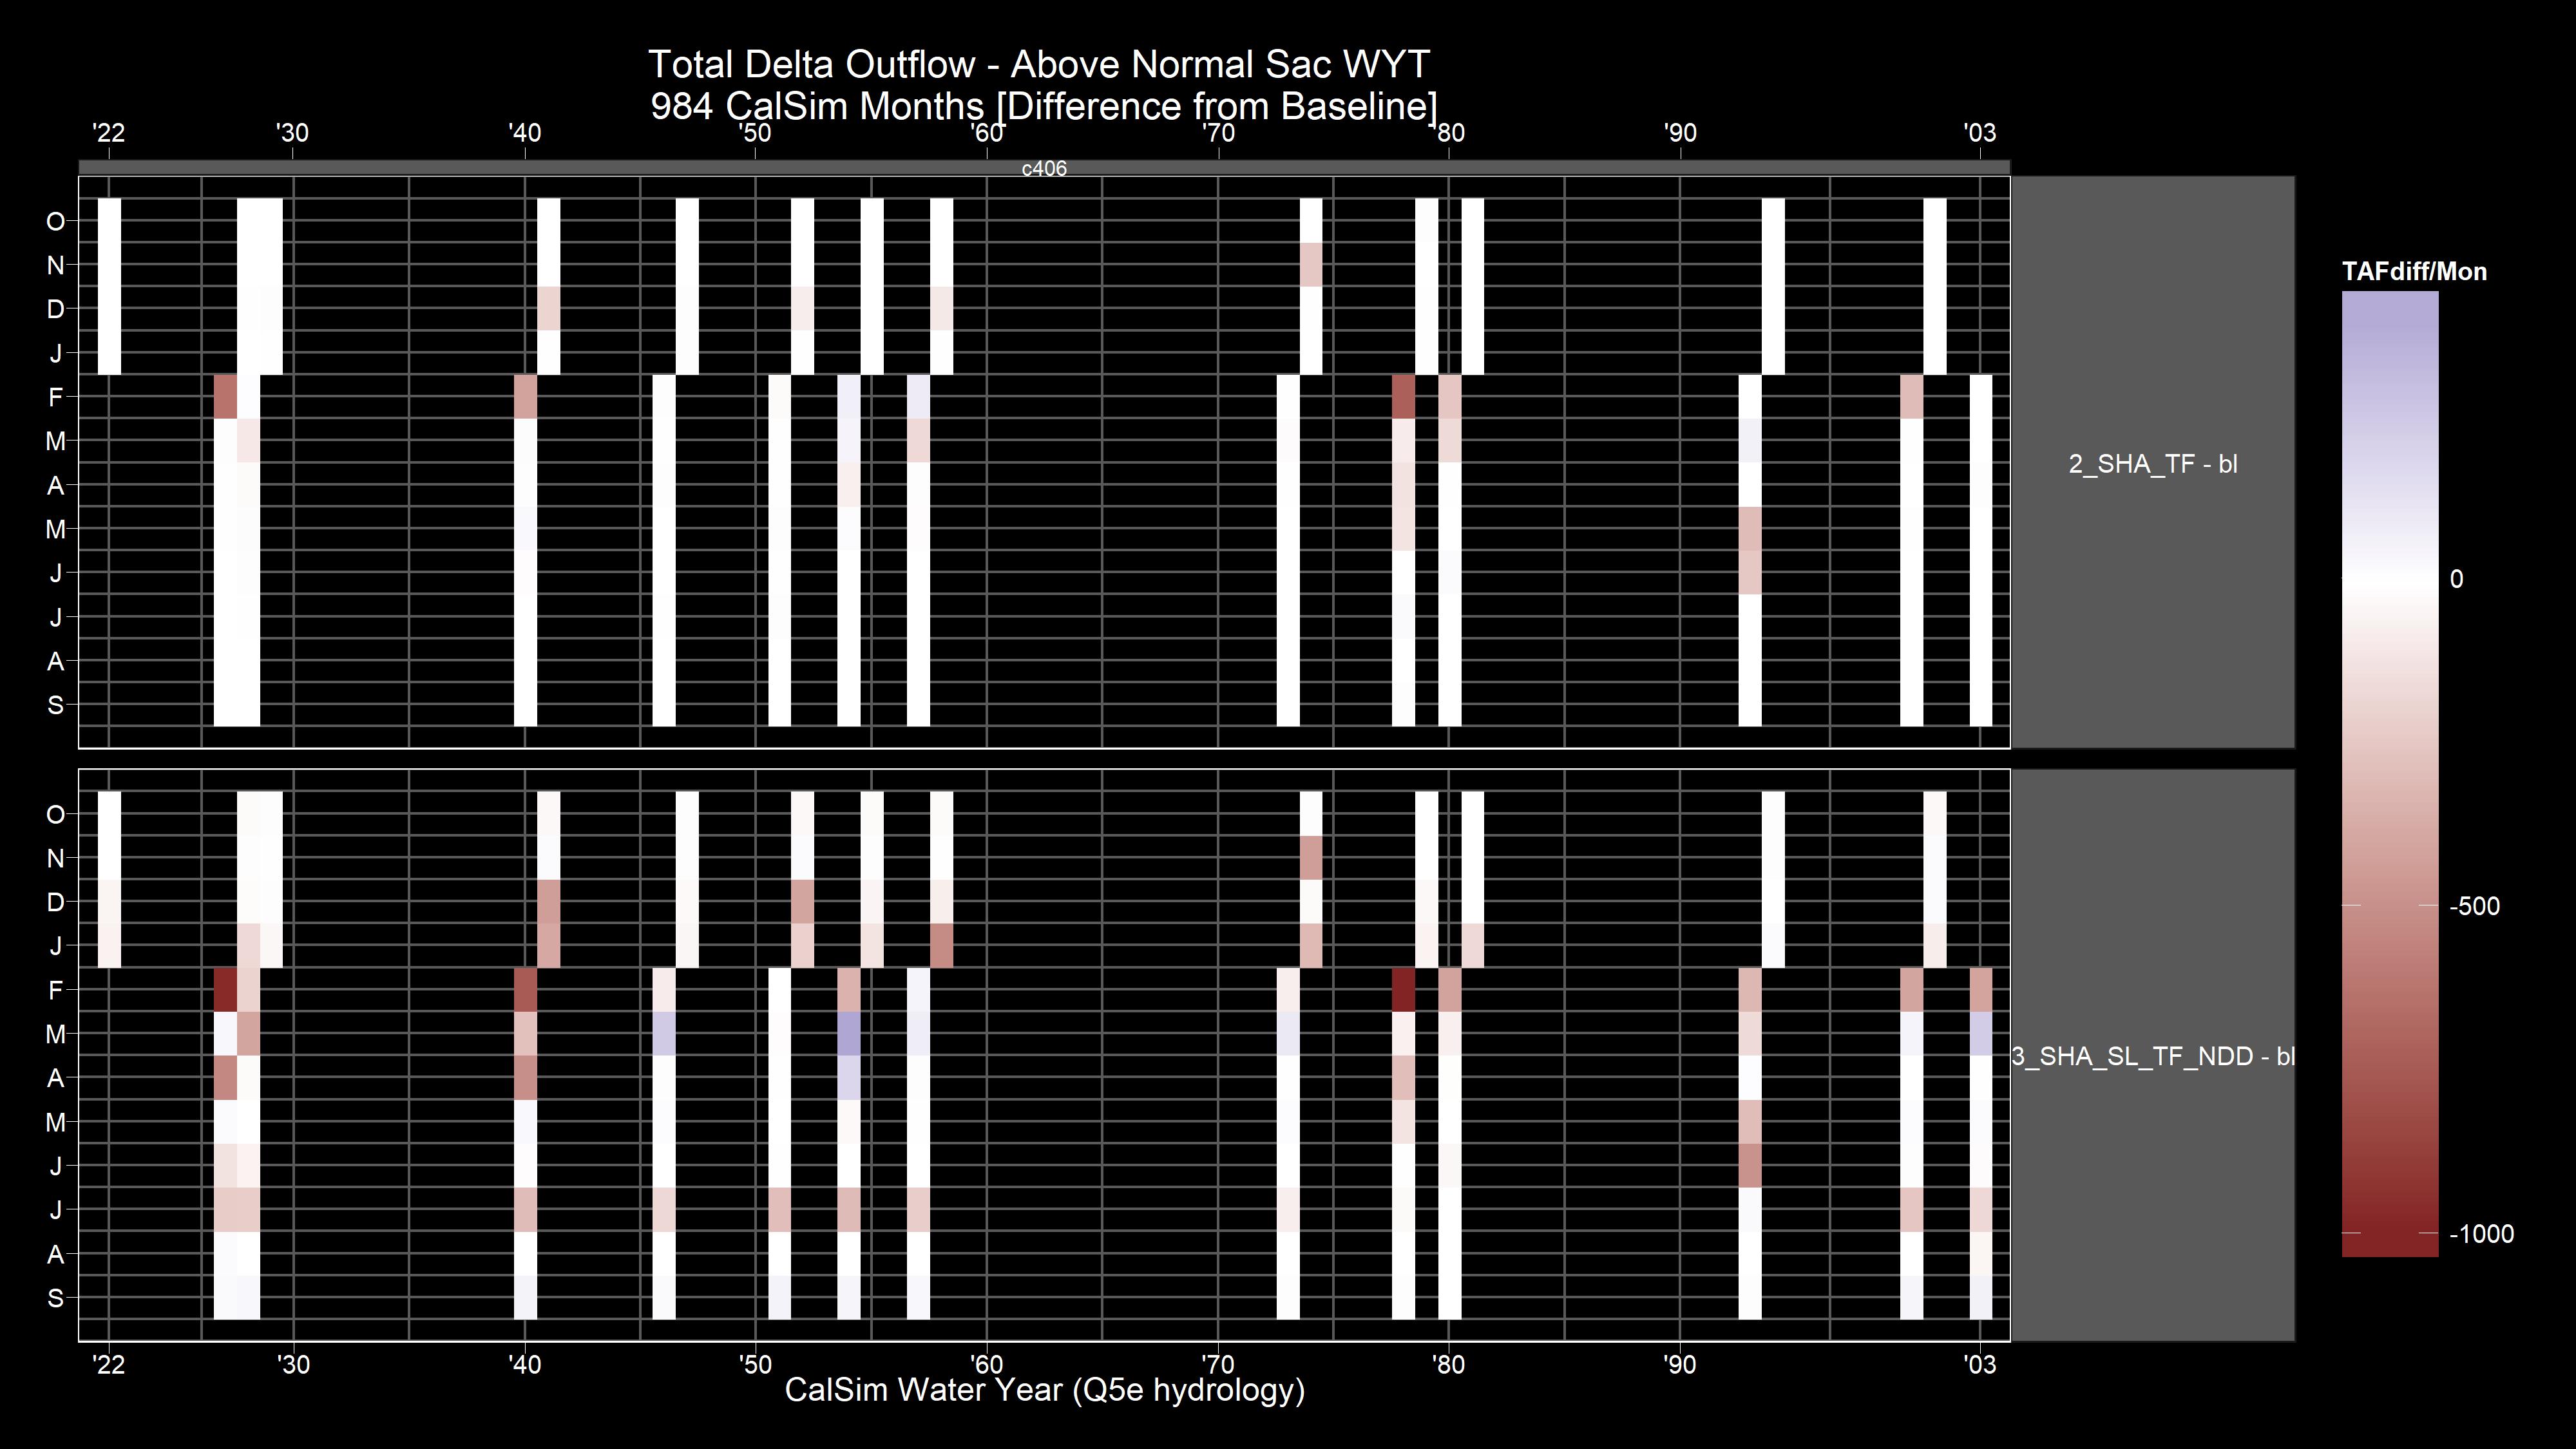 Total Delta Outflow - Above Normal Sac WYT
984 CalSim Months [Difference from Baseline]
'22 '30 '40 '50 '60 '70 '80 '90 '03
c406
O
N
D
J
F
M
A
M
J
J
A
S
2_SHA_TF - bl
O
N
D
J
F
M
A
M
J
J
A
S
3_SHA_SL_TF_NDD - bl
'22 '30 '40 '50 '60 '70 '80 '90 '03
CalSim Water Year (Q5e hydrology)
TAFdiff/Mon
0
-500
-1000